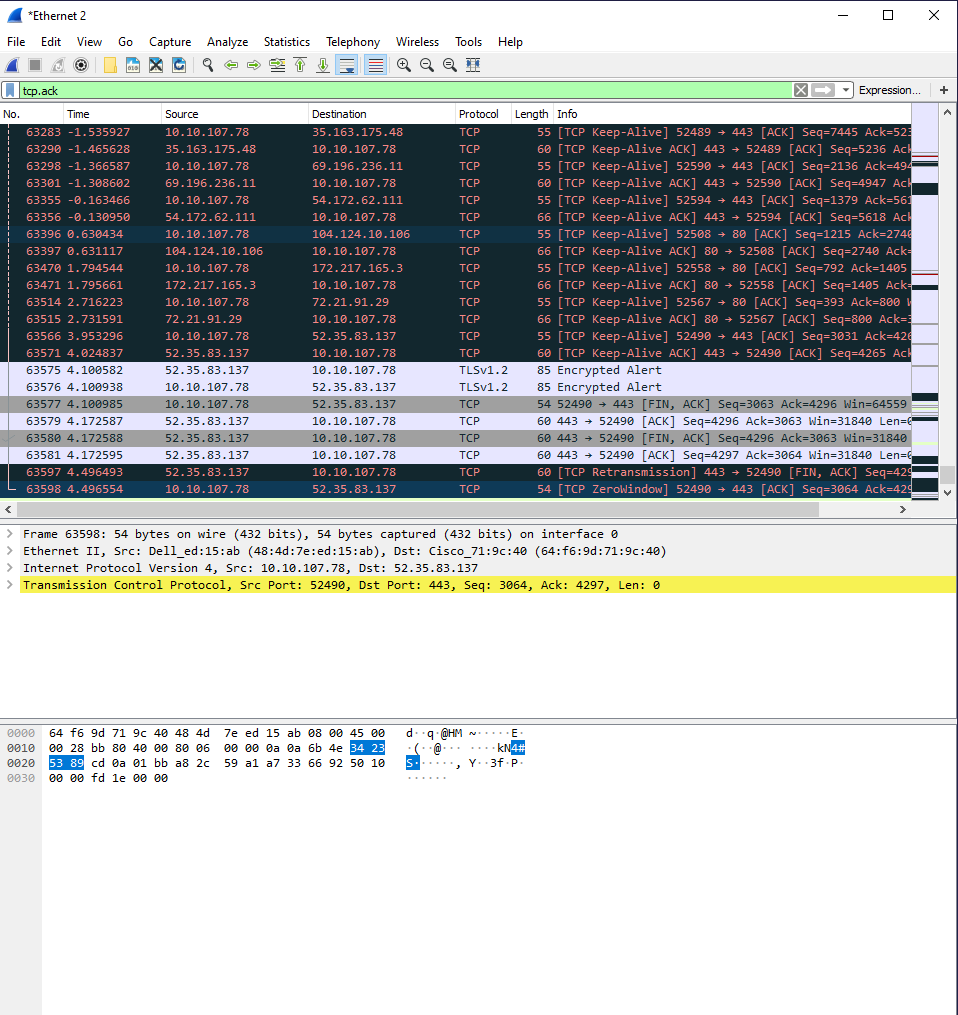 *Ethernet 2
File Edit View Go Capture Analyze Statistics Telephony Wireless Tools Help
tcp.ack Expression... +
No. Time Source Destination Protocol Length Info
63283 -1.535927 10.10.107.78 35.163.175.48 TCP 55 [TCP Keep-Alive] 52489 → 443 [ACK] Seq=7445 Ack=523
63290 -1.465628 35.163.175.48 10.10.107.78 TCP 60 [TCP Keep-Alive ACK] 443 → 52489 [ACK] Seq=5236 Ack
63298 -1.366587 10.10.107.78 69.196.236.11 TCP 55 [TCP Keep-Alive] 52590 → 443 [ACK] Seq=2136 Ack=494
63301 -1.308602 69.196.236.11 10.10.107.78 TCP 60 [TCP Keep-Alive ACK] 443 → 52590 [ACK] Seq=4947 Ack
63355 -0.163466 10.10.107.78 54.172.62.111 TCP 55 [TCP Keep-Alive] 52594 → 443 [ACK] Seq=1379 Ack=561
63356 -0.130950 54.172.62.111 10.10.107.78 TCP 66 [TCP Keep-Alive ACK] 443 → 52594 [ACK] Seq=5618 Ack
63396 0.630434 10.10.107.78 104.124.10.106 TCP 55 [TCP Keep-Alive] 52508 → 80 [ACK] Seq=1215 Ack=2740
63397 0.631117 104.124.10.106 10.10.107.78 TCP 66 [TCP Keep-Alive ACK] 80 → 52508 [ACK] Seq=2740 Ack=
63470 1.794544 10.10.107.78 172.217.165.3 TCP 55 [TCP Keep-Alive] 52558 → 80 [ACK] Seq=792 Ack=1405
63471 1.795661 172.217.165.3 10.10.107.78 TCP 66 [TCP Keep-Alive ACK] 80 → 52558 [ACK] Seq=1405 Ack=
63514 2.716223 10.10.107.78 72.21.91.29 TCP 55 [TCP Keep-Alive] 52567 → 80 [ACK] Seq=393 Ack=800 W
63515 2.731591 72.21.91.29 10.10.107.78 TCP 66 [TCP Keep-Alive ACK] 80 → 52567 [ACK] Seq=800 Ack=3
63566 3.953296 10.10.107.78 52.35.83.137 TCP 55 [TCP Keep-Alive] 52490 → 443 [ACK] Seq=3031 Ack=426
63571 4.024837 52.35.83.137 10.10.107.78 TCP 60 [TCP Keep-Alive ACK] 443 → 52490 [ACK] Seq=4265 Ack
63575 4.100582 52.35.83.137 10.10.107.78 TLSv1.2 85 Encrypted Alert
63576 4.100938 10.10.107.78 52.35.83.137 TLSv1.2 85 Encrypted Alert
63577 4.100985 10.10.107.78 52.35.83.137 TCP 54 52490 → 443 [FIN, ACK] Seq=3063 Ack=4296 Win=64559
63579 4.172587 52.35.83.137 10.10.107.78 TCP 60 443 → 52490 [ACK] Seq=4296 Ack=3063 Win=31840 Len=0
63580 4.172588 52.35.83.137 10.10.107.78 TCP 60 443 → 52490 [FIN, ACK] Seq=4296 Ack=3063 Win=31840
63581 4.172595 52.35.83.137 10.10.107.78 TCP 60 443 → 52490 [ACK] Seq=4297 Ack=3064 Win=31840 Len=0
63597 4.496493 52.35.83.137 10.10.107.78 TCP 60 [TCP Retransmission] 443 → 52490 [FIN, ACK] Seq=429
63598 4.496554 10.10.107.78 52.35.83.137 TCP 54 [TCP ZeroWindow] 52490 → 443 [ACK] Seq=3064 Ack=429
Frame 63598: 54 bytes on wire (432 bits), 54 bytes captured (432 bits) on interface 0
Ethernet II, Src: Dell_ed:15:ab (48:4d:7e:ed:15:ab), Dst: Cisco_71:9c:40 (64:f6:9d:71:9c:40)
Internet Protocol Version 4, Src: 10.10.107.78, Dst: 52.35.83.137
Transmission Control Protocol, Src Port: 52490, Dst Port: 443, Seq: 3064, Ack: 4297, Len: 0
0000 64 f6 9d 71 9c 40 48 4d 7e ed 15 ab 08 00 45 00 d··q·@HM ~·····E·
0010 00 28 bb 80 40 00 80 06 00 00 0a 0a 6b 4e 34 23 ·(··@··· ····kN4#
0020 53 89 cd 0a 01 bb a8 2c 59 a1 a7 33 66 92 50 10 S······, Y··3f·P·
0030 00 00 fd 1e 00 00 ······